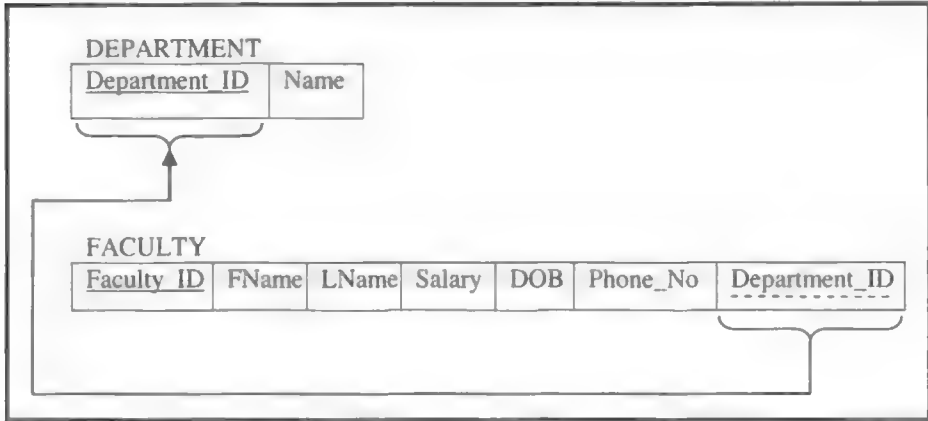 DEPARTMENT
Department_ID Name
FACULTY
Faculty_ID FName LName Salary DOB Phone_No Department_ID